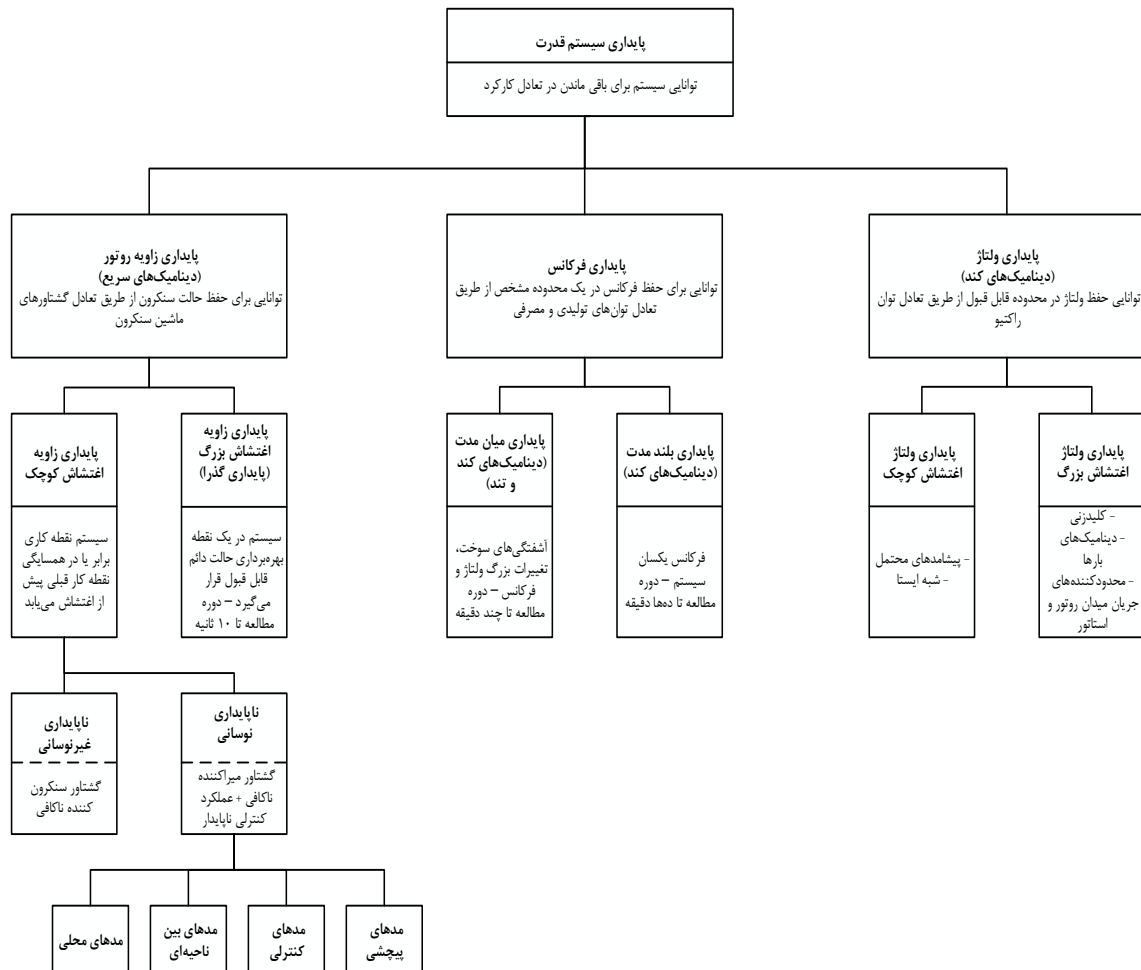 پایداری سیستم قدرت
توانایی سیستم برای باقی ماندن در تعادل کارکرد
پایداری ولتاژ
(دینامیک‌های کند)
توانایی حفظ ولتاژ در محدوده قابل قبول از طریق تعادل توان
راکتیو
پایداری فرکانس
توانایی برای حفظ فرکانس در یک محدوده مشخص از طریق
تعادل توان‌های تولیدی و مصرفی
پایداری زاویه روتور
(دینامیک‌های سریع)
توانایی برای حفظ حالت سنکرون از طریق تعادل گشتاورهای
ماشین سنکرون
پایداری ولتاژ
اغتشاش بزرگ
- کلیدزنی
- دینامیک‌های
بارها
- محدودکننده‌های
جریان میدان روتور و
استاتور
پایداری ولتاژ
اغتشاش کوچک
- پیشامدهای محتمل
- شبه ایستا
پایداری بلند مدت
(دینامیک‌های کند)
فرکانس یکسان
سیستم – دوره
مطالعه تا ده‌ها دقیقه
پایداری میان مدت
(دینامیک‌های کند
و تند)
آشفتگی‌های سوخت،
تغییرات بزرگ ولتاژ و
فرکانس – دوره
مطالعه تا چند دقیقه
پایداری زاویه
اغتشاش بزرگ
(پایداری گذرا)
سیستم در یک نقطه
بهره‌برداری حالت دائم
قابل قبول قرار
می‌گیرد – دوره
مطالعه تا ۱۰ ثانیه
پایداری زاویه
اغتشاش کوچک
سیستم نقطه کاری
برابر یا در همسایگی
نقطه کار قبلی پیش
از اغتشاش می‌یابد
ناپایداری
نوسانی
گشتاور میراکننده
ناکافی + عملکرد
کنترلی ناپایدار
ناپایداری
غیرنوسانی
گشتاور سنکرون
کننده ناکافی
مدهای
پیچشی
مدهای
کنترلی
مدهای بین
ناحیه‌ای
مدهای محلی